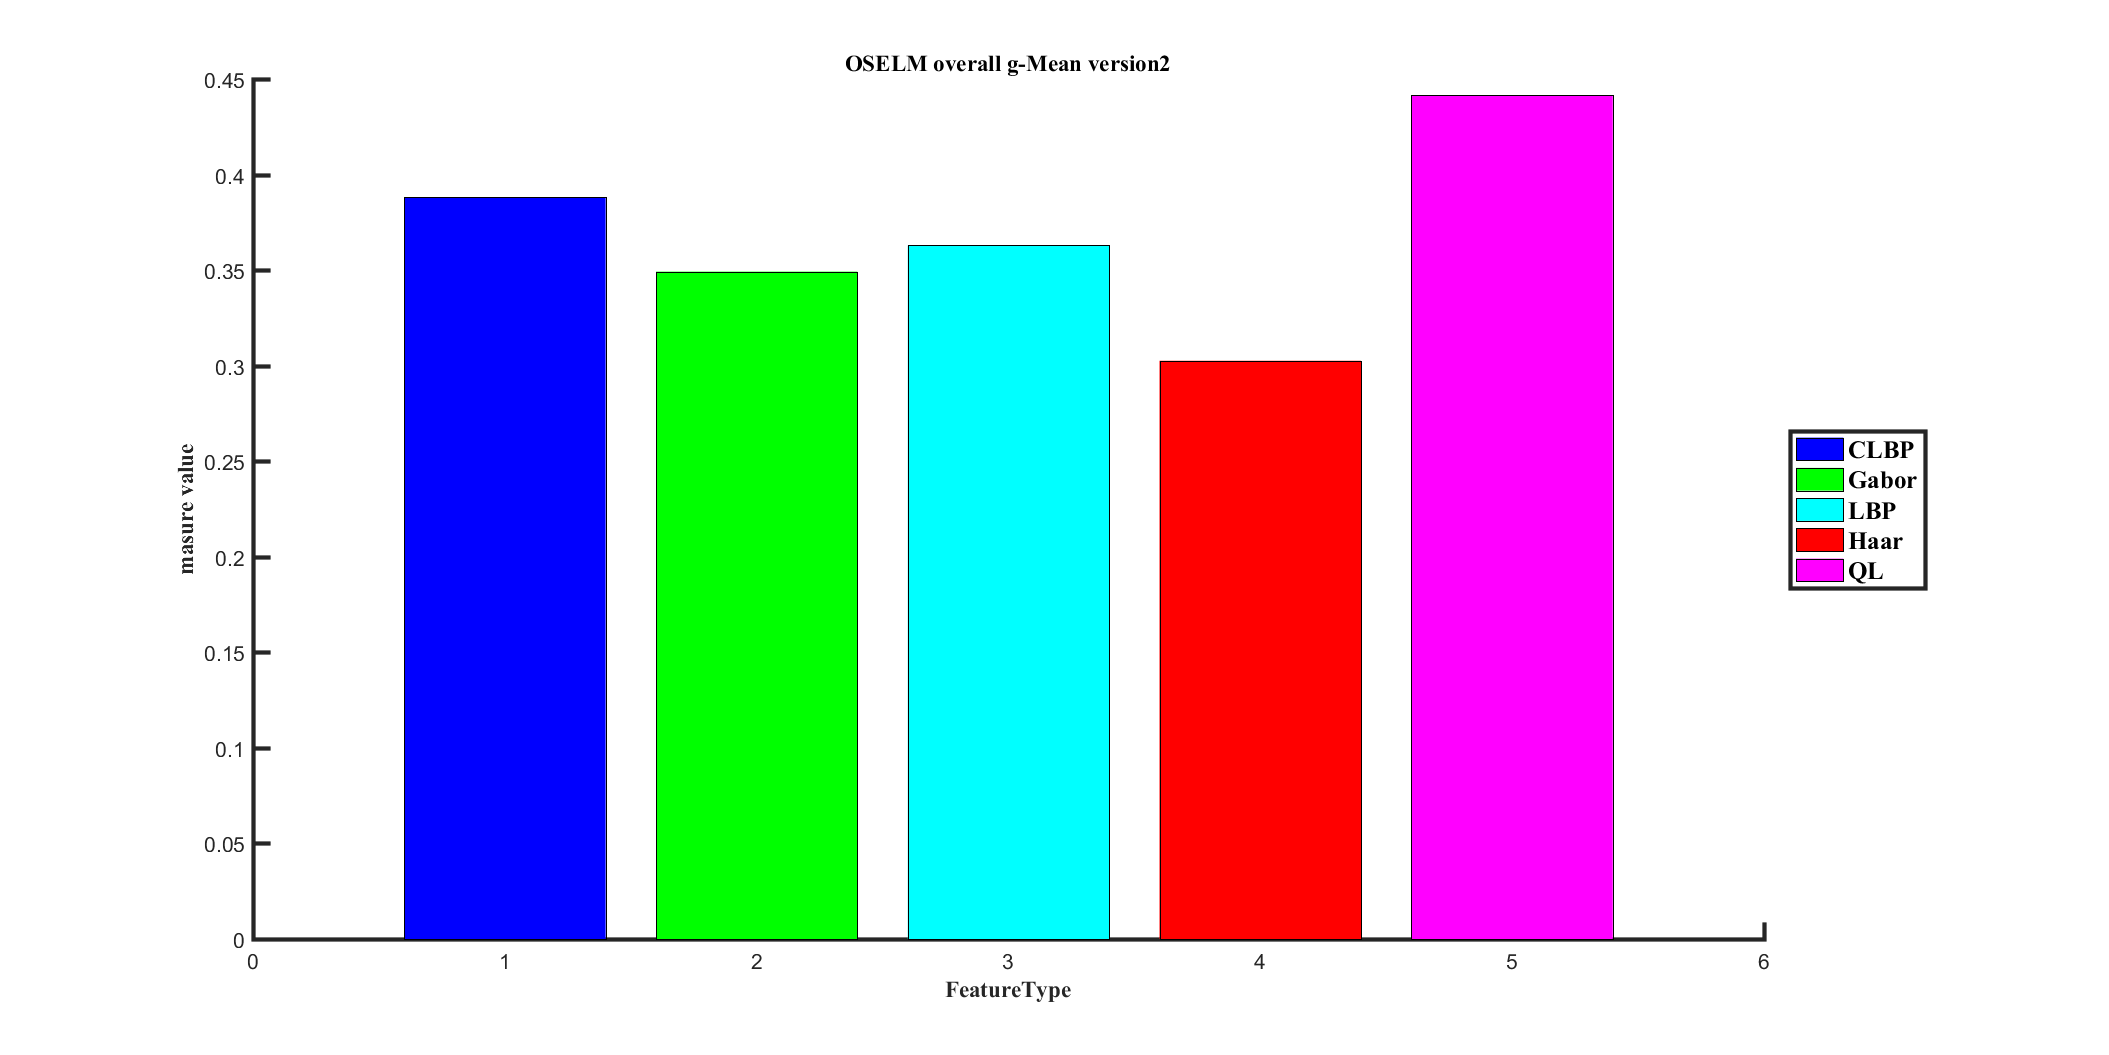 OSELM overall g-Mean version2
0.45
0.4
0.35
0.3
0.25
0.2
0.15
0.1
0.05
0
masure value
0 1 2 3 4 5 6
FeatureType
CLBP
Gabor
LBP
Haar
QL